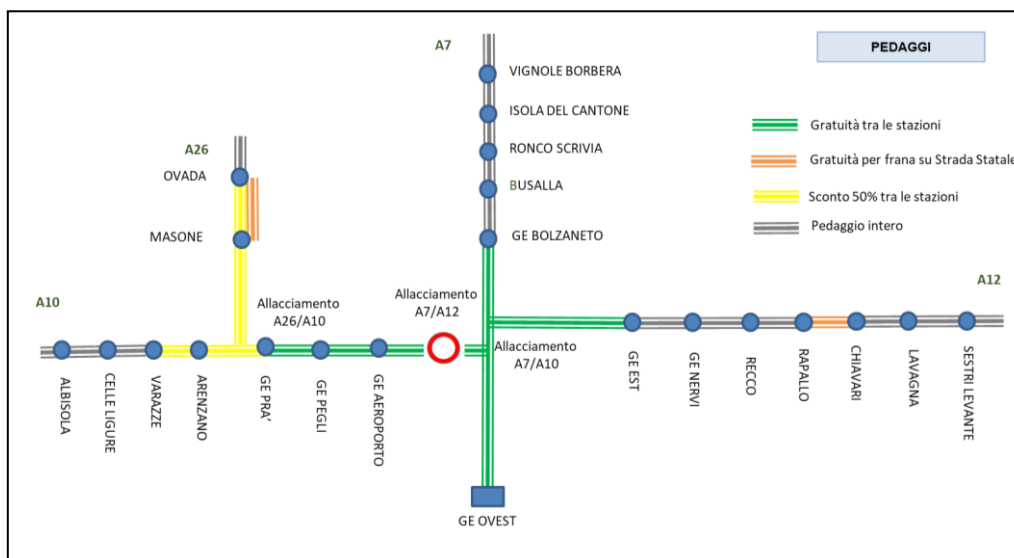 A7
PEDAGGI
VIGNOLE BORBERA
ISOLA DEL CANTONE
Gratuità tra le stazioni
A26
RONCO SCRIVIA
Gratuità per frana su Strada Statale
OVADA
BUSALLA
Sconto 50% tra le stazioni
MASONE
GE BOLZANETO
Pedaggio intero
A12
A10
Allacciamento
A26/A10
Allacciamento
A7/A12
Allacciamento
A7/A10
ALBISOLA
CELLE LIGURE
VARAZZE
ARENZANO
GE PRA'
GE PEGLI
GE AEROPORTO
GE EST
GE NERVI
RECCO
RAPALLO
CHIAVARI
LAVAGNA
SESTRI LEVANTE
GE OVEST